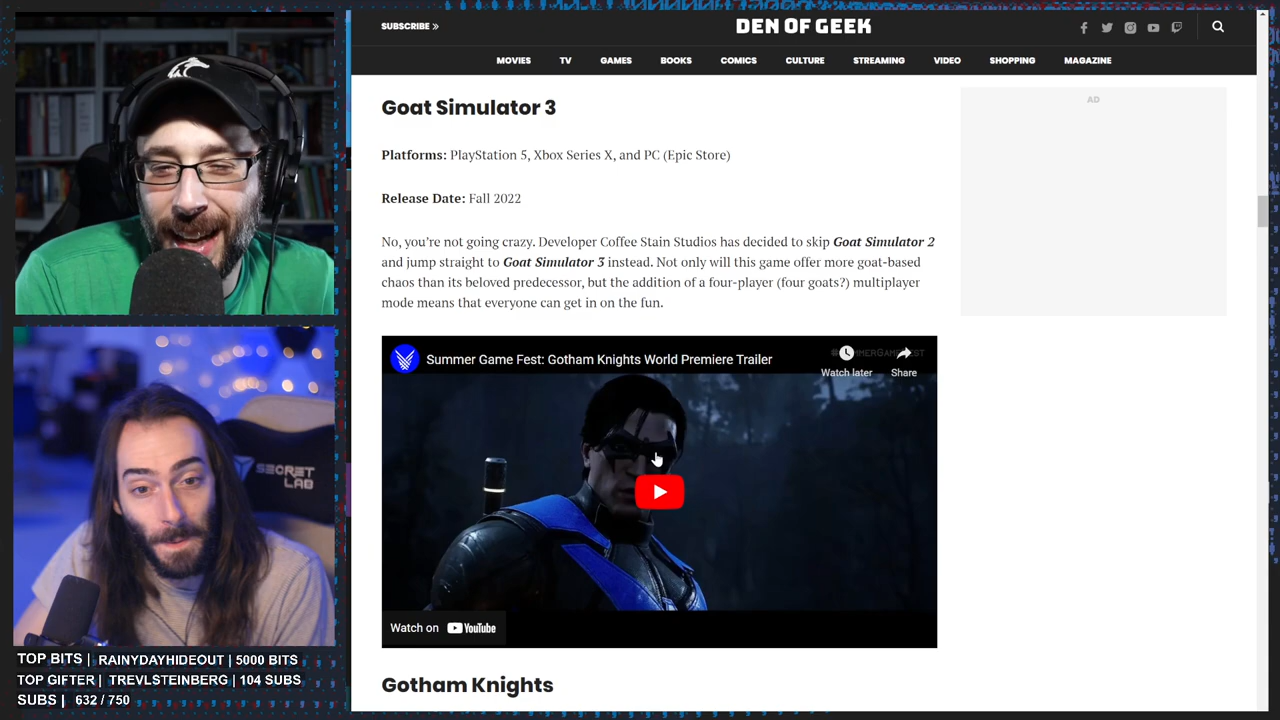 SUBSCRIBE »
DEN OF GEEK
MOVIES TV GAMES BOOKS COMICS CULTURE STREAMING VIDEO SHOPPING MAGAZINE
Goat Simulator 3
AD
Platforms: PlayStation 5, Xbox Series X, and PC (Epic Store)
Release Date: Fall 2022
No, you're not going crazy. Developer Coffee Stain Studios has decided to skip Goat Simulator 2
and jump straight to Goat Simulator 3 instead. Not only will this game offer more goat-based
chaos than its beloved predecessor, but the addition of a four-player (four goats?) multiplayer
mode means that everyone can get in on the fun.
Summer Game Fest: Gotham Knights World Premiere Trailer
Watch later Share
Watch on YouTube
Gotham Knights
SECRET
LAB
TOP BITS | RAINYDAYHIDEOUT | 5000 BITS
TOP GIFTER | TREVLSTEINBERG | 104 SUBS
SUBS | 632 / 750